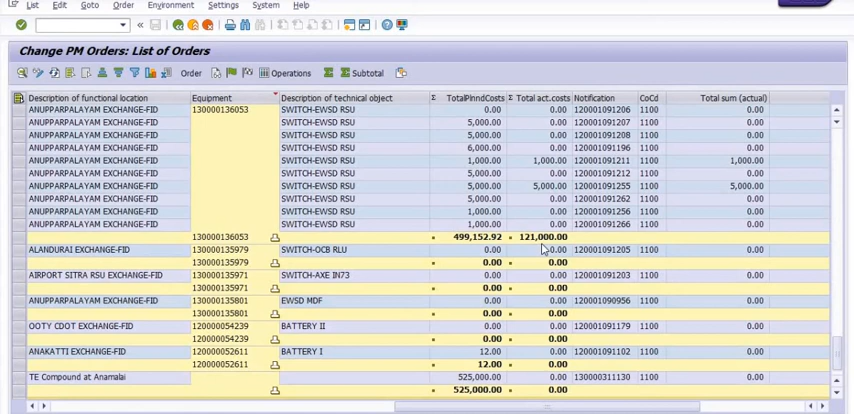 List Edit Goto Order Environment Settings System Help
Change PM Orders: List of Orders
Order Operations Σ Σ Subtotal
Description of functional location Equipment Description of technical object Σ TotalPlnndCosts Σ Total act.costs Notification CoCd Total sum (actual)
ANUPPARPALAYAM EXCHANGE-FID 130000136053 SWITCH-EWSD RSU 0.00 0.00 120001091206 1100 0.00
ANUPPARPALAYAM EXCHANGE-FID SWITCH-EWSD RSU 5,000.00 0.00 120001091207 1100 0.00
ANUPPARPALAYAM EXCHANGE-FID SWITCH-EWSD RSU 5,000.00 0.00 120001091208 1100 0.00
ANUPPARPALAYAM EXCHANGE-FID SWITCH-EWSD RSU 6,000.00 0.00 120001091196 1100 0.00
ANUPPARPALAYAM EXCHANGE-FID SWITCH-EWSD RSU 1,000.00 1,000.00 120001091211 1100 1,000.00
ANUPPARPALAYAM EXCHANGE-FID SWITCH-EWSD RSU 5,000.00 0.00 120001091212 1100 0.00
ANUPPARPALAYAM EXCHANGE-FID SWITCH-EWSD RSU 5,000.00 5,000.00 120001091255 1100 5,000.00
ANUPPARPALAYAM EXCHANGE-FID SWITCH-EWSD RSU 5,000.00 0.00 120001091262 1100 0.00
ANUPPARPALAYAM EXCHANGE-FID SWITCH-EWSD RSU 1,000.00 0.00 120001091256 1100 0.00
ANUPPARPALAYAM EXCHANGE-FID SWITCH-EWSD RSU 1,000.00 0.00 120001091266 1100 0.00
130000136053 499,152.92 121,000.00
ALANDURAI EXCHANGE-FID 130000135979 SWITCH-OCB RLU 0.00 0.00 120001091205 1100 0.00
130000135979 0.00 0.00
AIRPORT SITRA RSU EXCHANGE-FID 130000135971 SWITCH-AXE IN73 0.00 0.00 120001091203 1100 0.00
130000135971 0.00 0.00
ANUPPARPALAYAM EXCHANGE-FID 130000135801 EWSD MDF 0.00 0.00 120001090956 1100 0.00
130000135801 0.00 0.00
OOTY CDOT EXCHANGE-FID 120000054239 BATTERY II 0.00 0.00 120001091179 1100 0.00
120000054239 0.00 0.00
ANAKATTI EXCHANGE-FID 120000052611 BATTERY I 12.00 0.00 120001091102 1100 0.00
120000052611 12.00 0.00
TE Compound at Anamalai 525,000.00 0.00 130000311130 1100 0.00
525,000.00 0.00